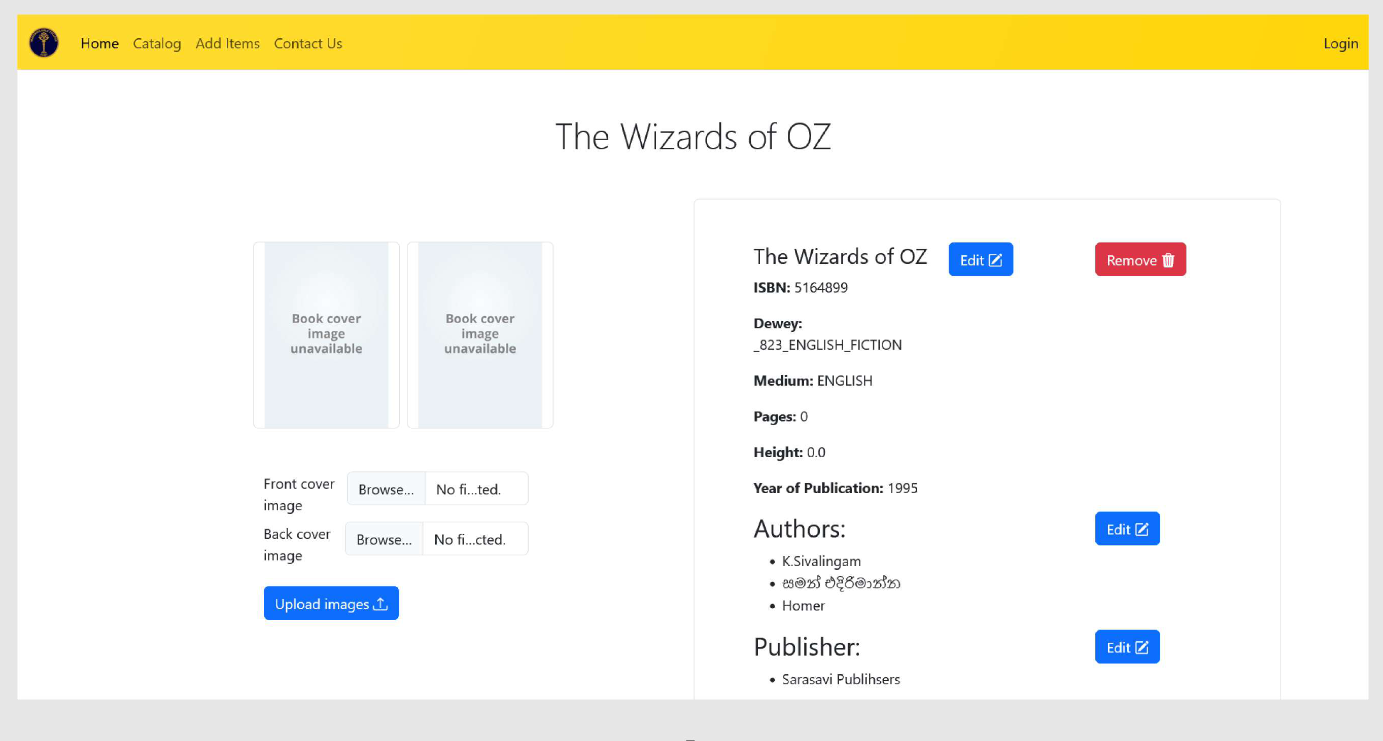 Home Catalog Add Items Contact Us Login
The Wizards of OZ
Book cover
image
unavailable
Book cover
image
unavailable
Front cover
image
Browse... No fi...ted.
Back cover
image
Browse... No fi...cted.
Upload images
The Wizards of OZ Edit Remove
ISBN: 5164899
Dewey:
_823_ENGLISH_FICTION
Medium: ENGLISH
Pages: 0
Height: 0.0
Year of Publication: 1995
Authors: Edit
K.Sivalingam
සමන් එදිරිමාන්න
Homer
Publisher: Edit
Sarasavi Publihsers